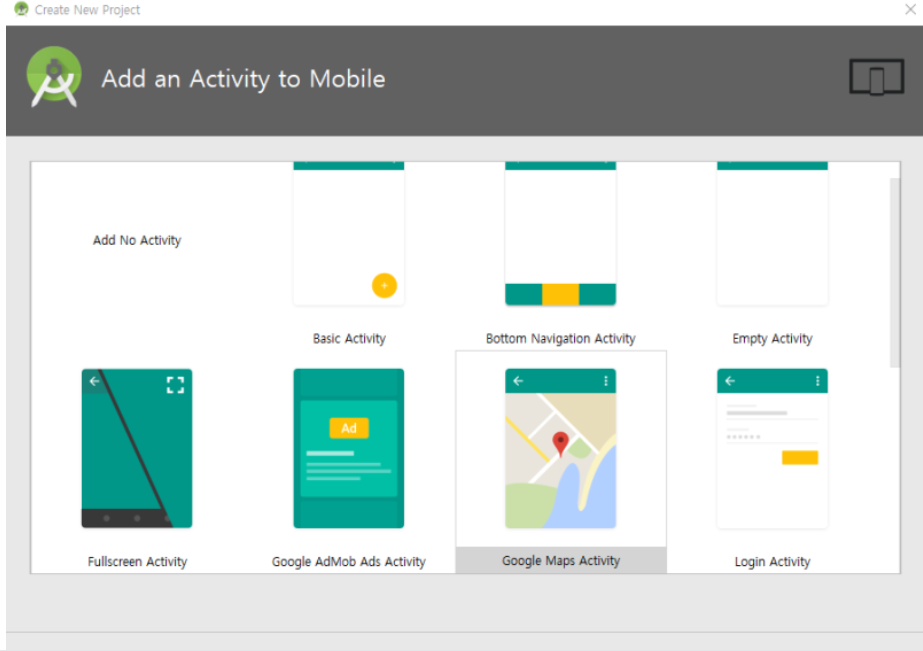 Create New Project
Add an Activity to Mobile
Add No Activity
Basic Activity
Bottom Navigation Activity
Empty Activity
Ad
Fullscreen Activity
Google AdMob Ads Activity
Google Maps Activity
Login Activity